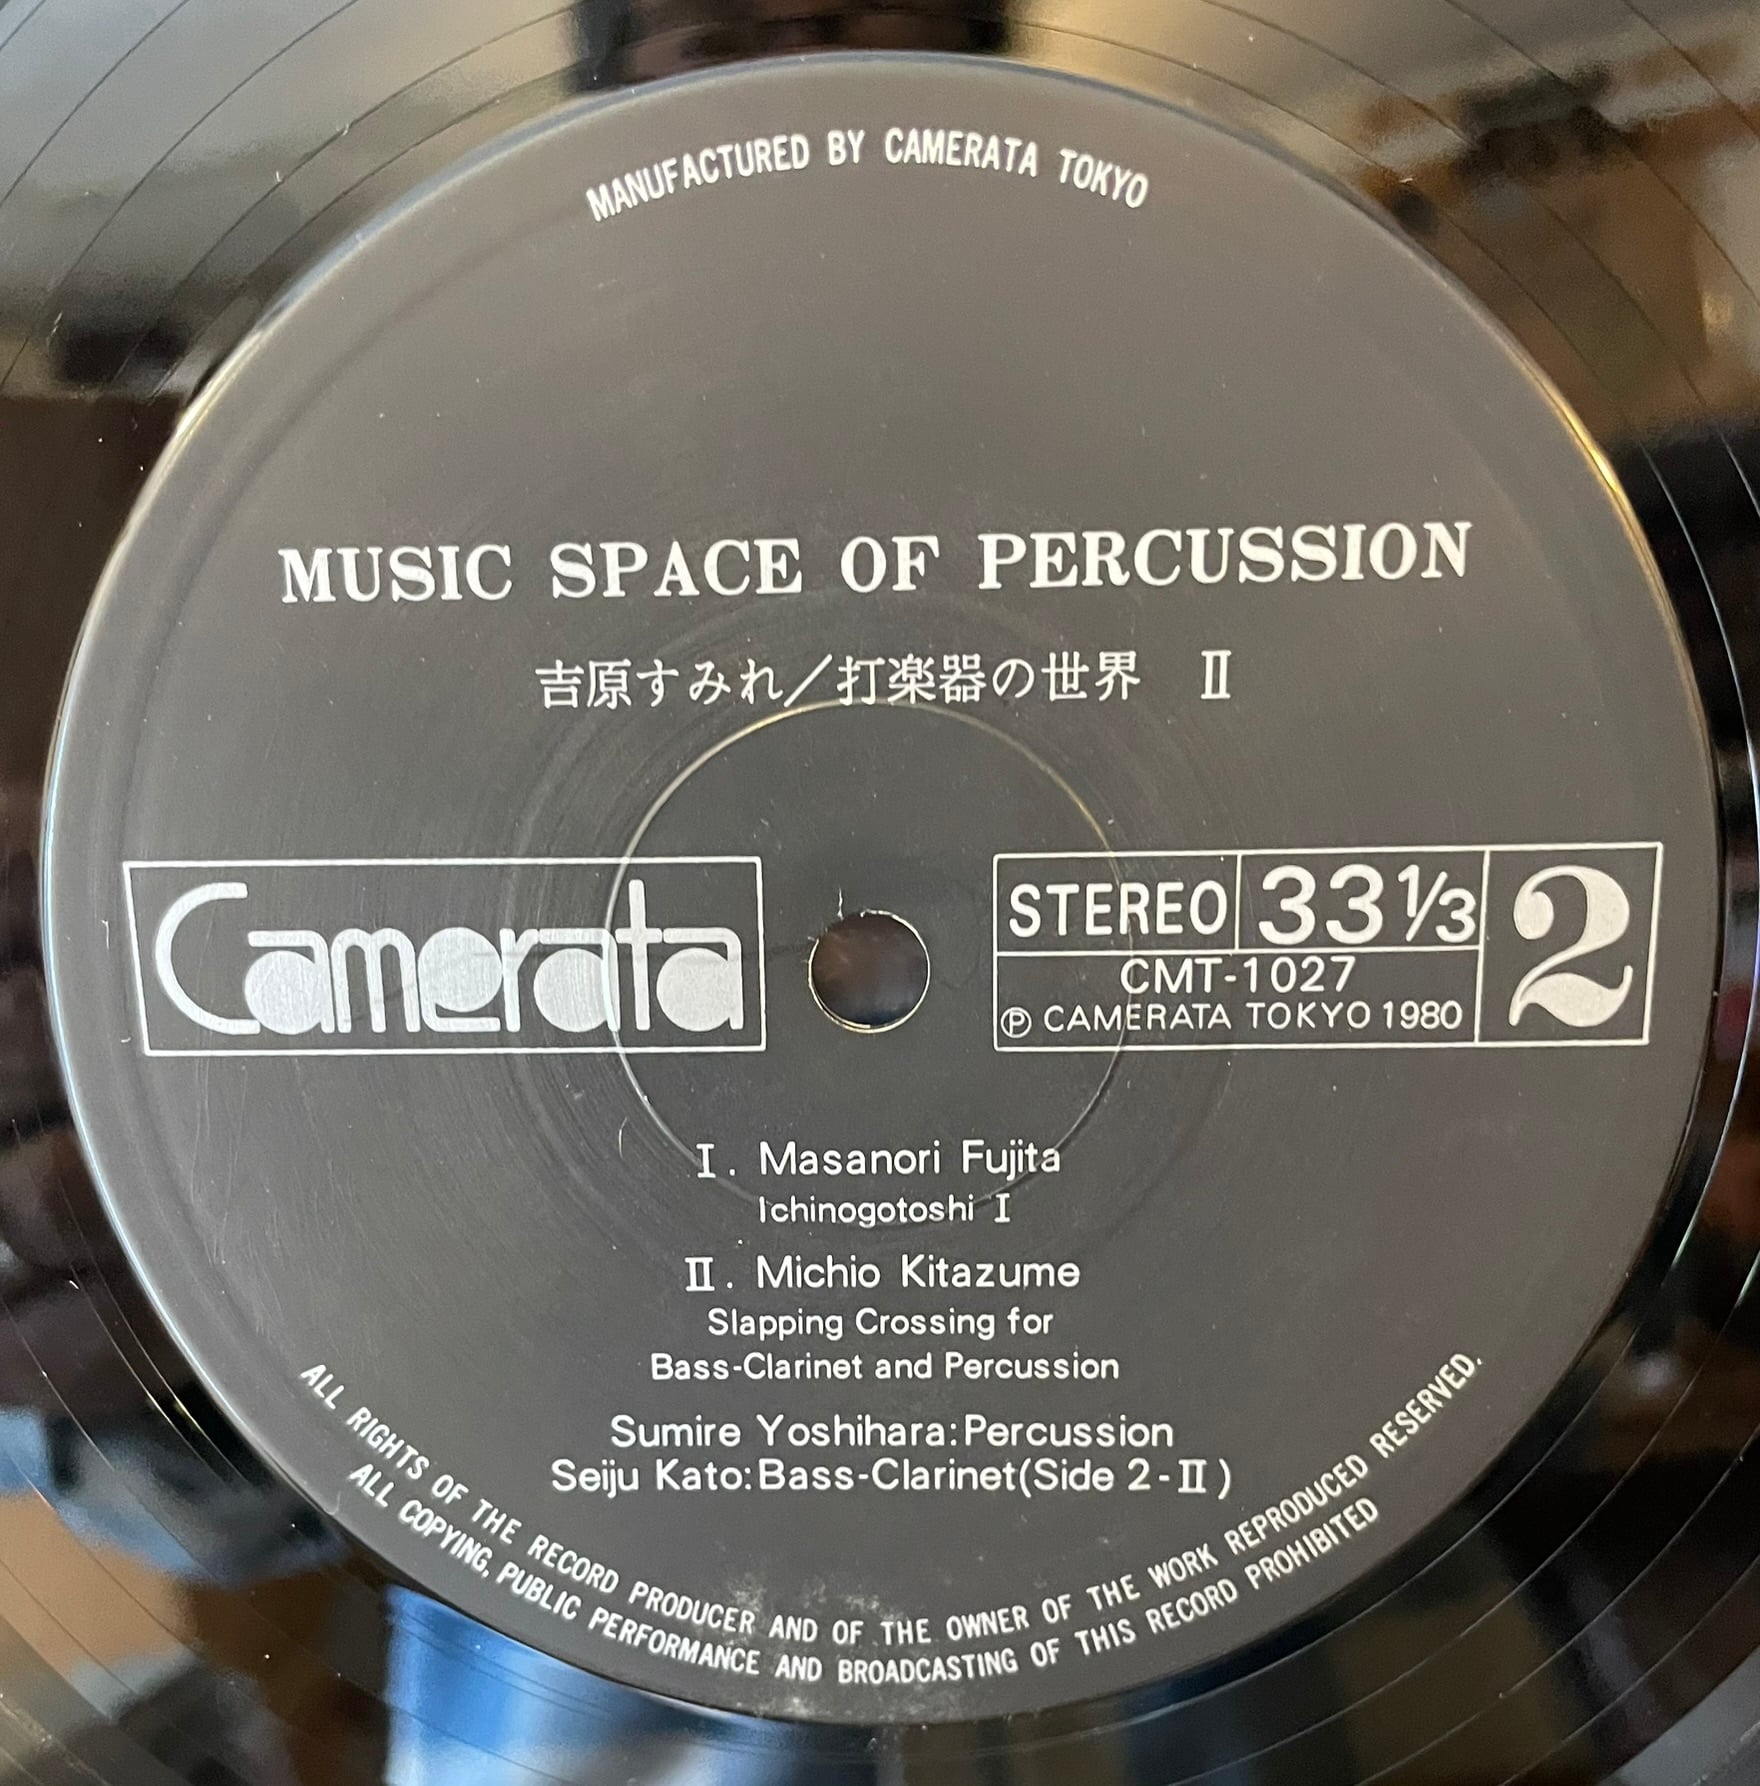 MANUFACTURED BY CAMERATA TOKYO
MUSIC SPACE OF PERCUSSION
吉原すみれ／打楽器の世界 Ⅱ
Camerata
STEREO 33 1/3 2
CMT-1027
Ⓟ CAMERATA TOKYO 1980
Ⅰ. Masanori Fujita
Ichinogotoshi Ⅰ
Ⅱ. Michio Kitazume
Slapping Crossing for
Bass-Clarinet and Percussion
Sumire Yoshihara:Percussion
Seiju Kato:Bass-Clarinet(Side 2-Ⅱ)
ALL RIGHTS OF THE RECORD PRODUCER AND OF THE OWNER OF THE WORK REPRODUCED RESERVED.
ALL COPYING, PUBLIC PERFORMANCE AND BROADCASTING OF THIS RECORD PROHIBITED